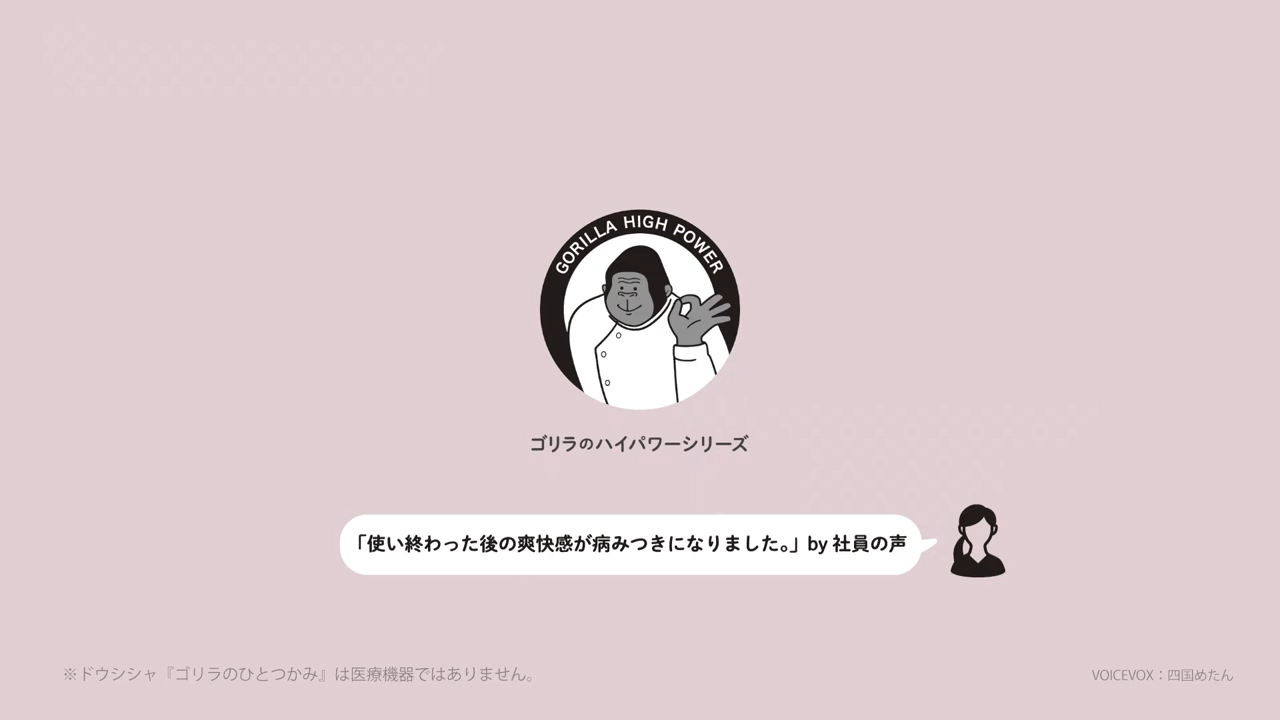 GORILLA HIGH POWER
ゴリラのハイパワーシリーズ
「使い終わった後の爽快感が病みつきになりました。」 by 社員の声
※ドウシシャ『ゴリラのひとつかみ』は医療機器ではありません。
VOICEVOX：四国めたん